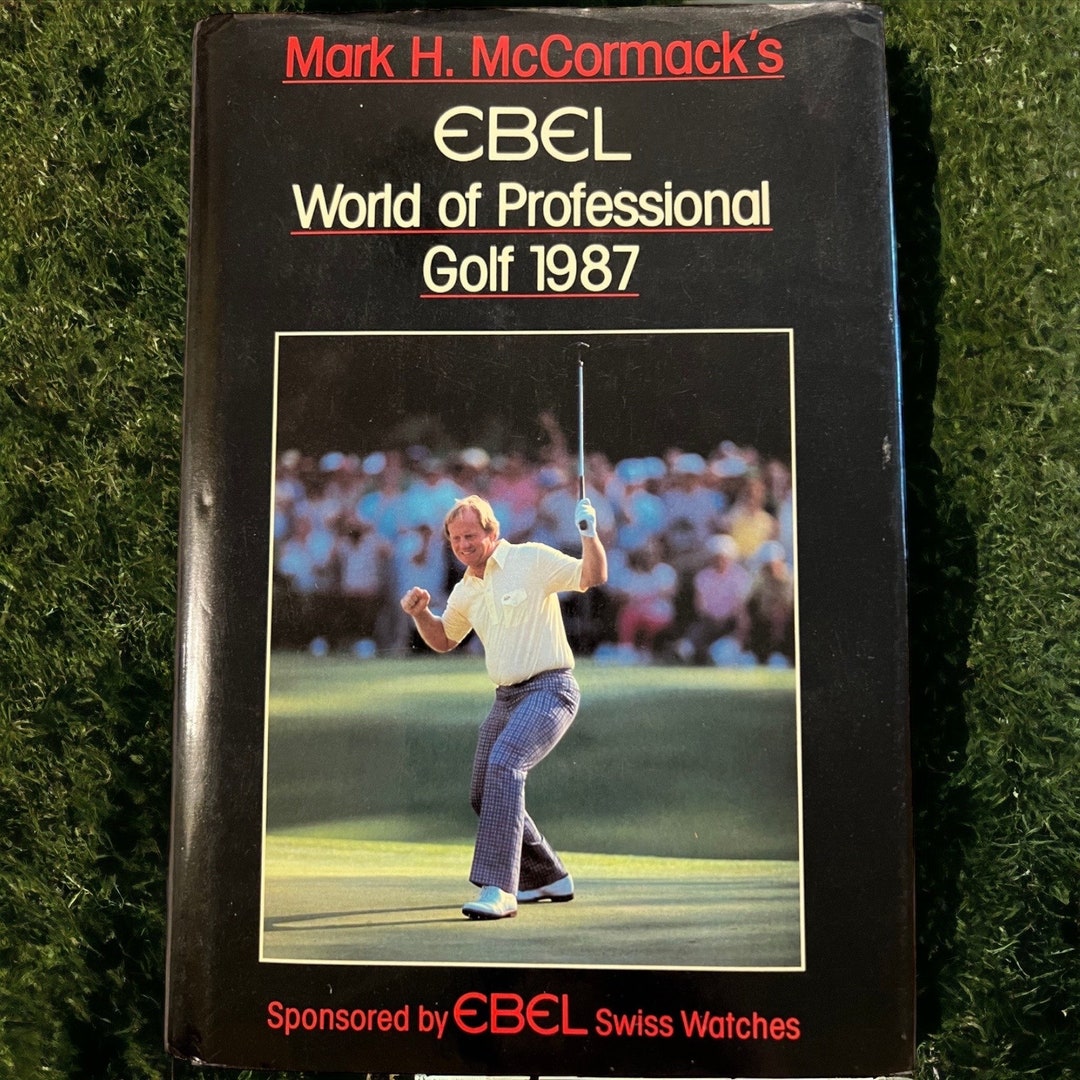 Mark H. McCormack's
EBEL
World of Professional
Golf 1987
Sponsored by EBEL Swiss Watches